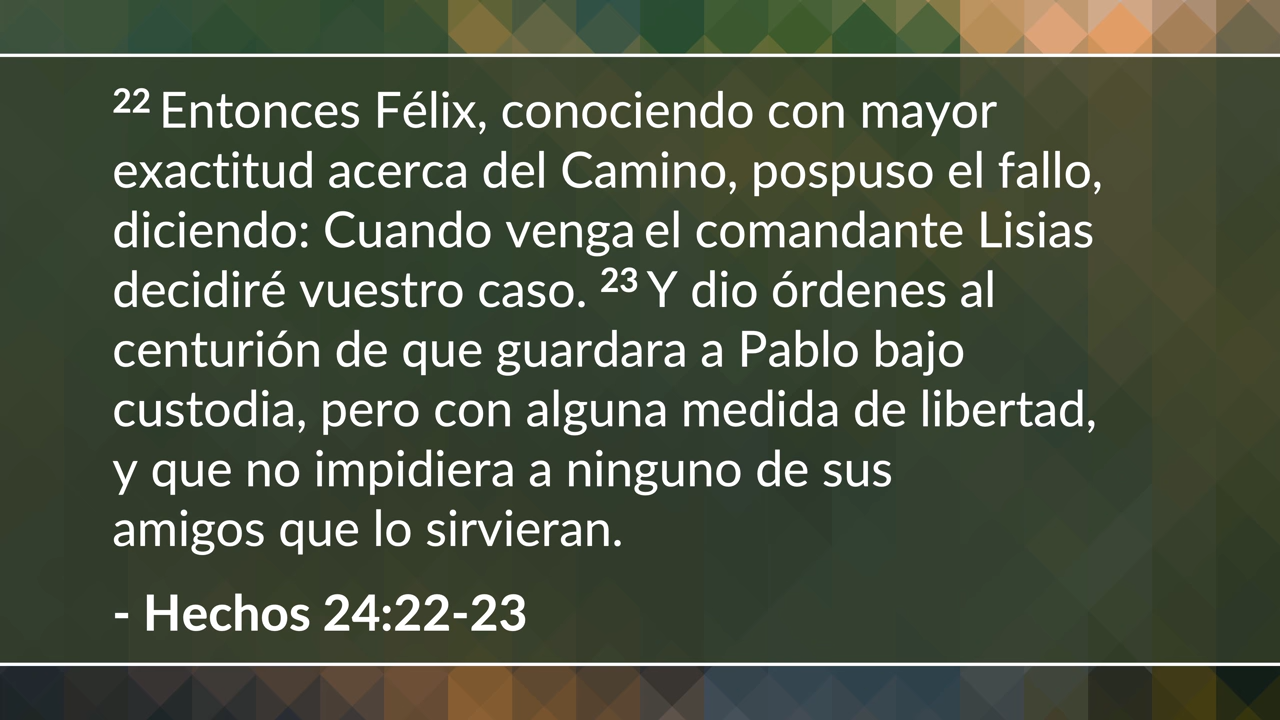 22 Entonces Félix, conociendo con mayor
exactitud acerca del Camino, pospuso el fallo,
diciendo: Cuando venga el comandante Lisias
decidiré vuestro caso. 23 Y dio órdenes al
centurión de que guardara a Pablo bajo
custodia, pero con alguna medida de libertad,
y que no impidiera a ninguno de sus
amigos que lo sirvieran.
- Hechos 24:22-23